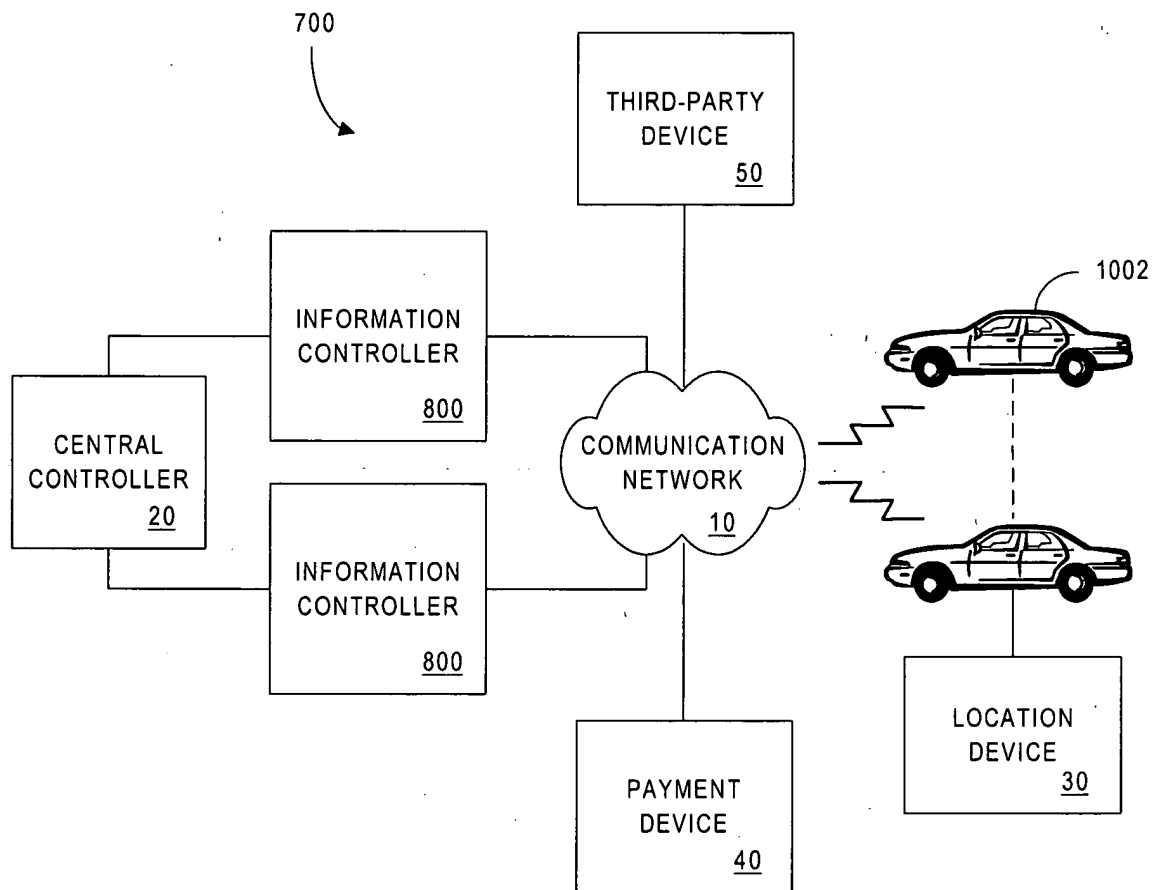 700
THIRD-PARTY
DEVICE
50
1002
INFORMATION
CONTROLLER
800
CENTRAL
CONTROLLER
20
COMMUNICATION
NETWORK
10
INFORMATION
CONTROLLER
800
LOCATION
DEVICE
30
PAYMENT
DEVICE
40